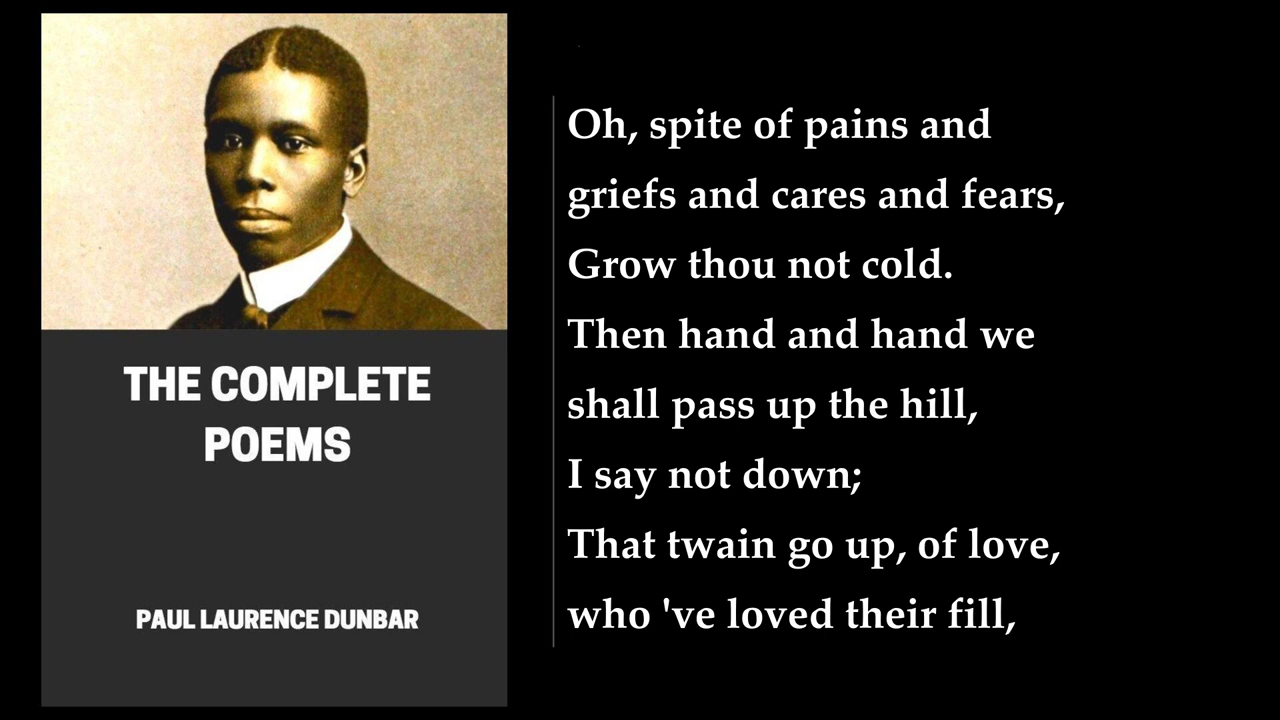 THE COMPLETE
POEMS
PAUL LAURENCE DUNBAR
Oh, spite of pains and
griefs and cares and fears,
Grow thou not cold.
Then hand and hand we
shall pass up the hill,
I say not down;
That twain go up, of love,
who 've loved their fill,